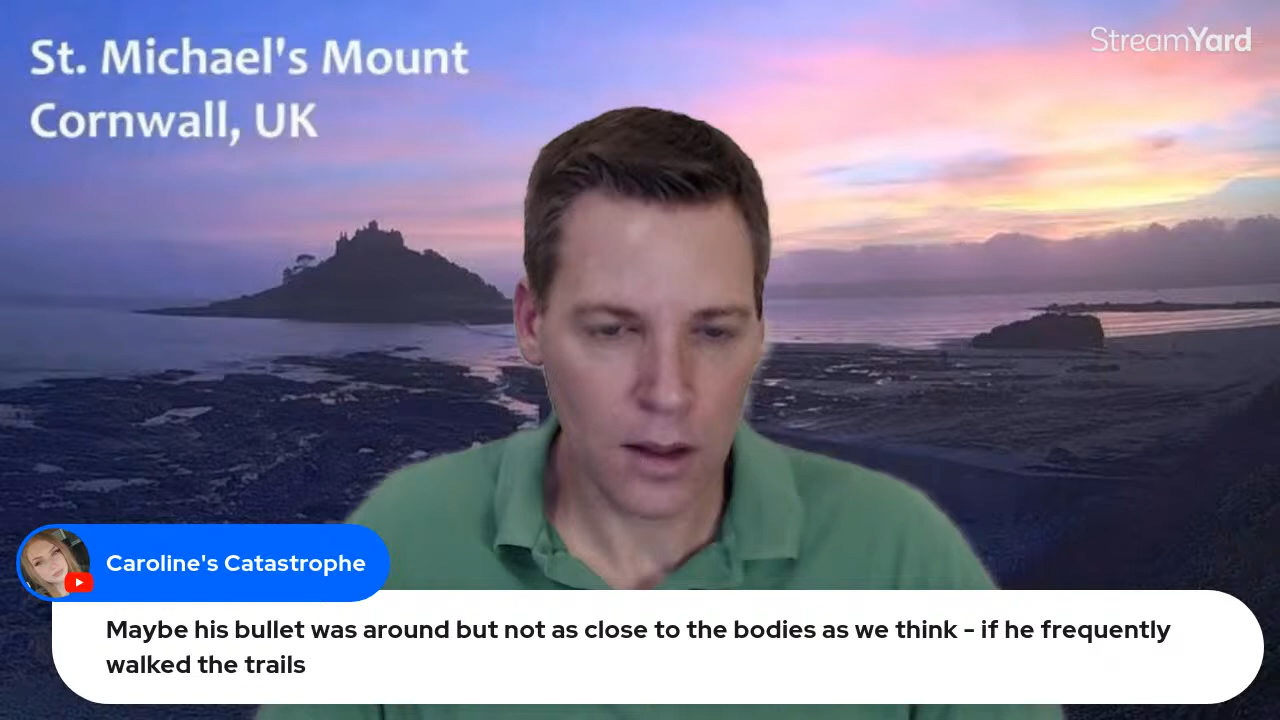 St. Michael's Mount
Cornwall, UK
StreamYard
Caroline's Catastrophe
Maybe his bullet was around but not as close to the bodies as we think - if he frequently
walked the trails